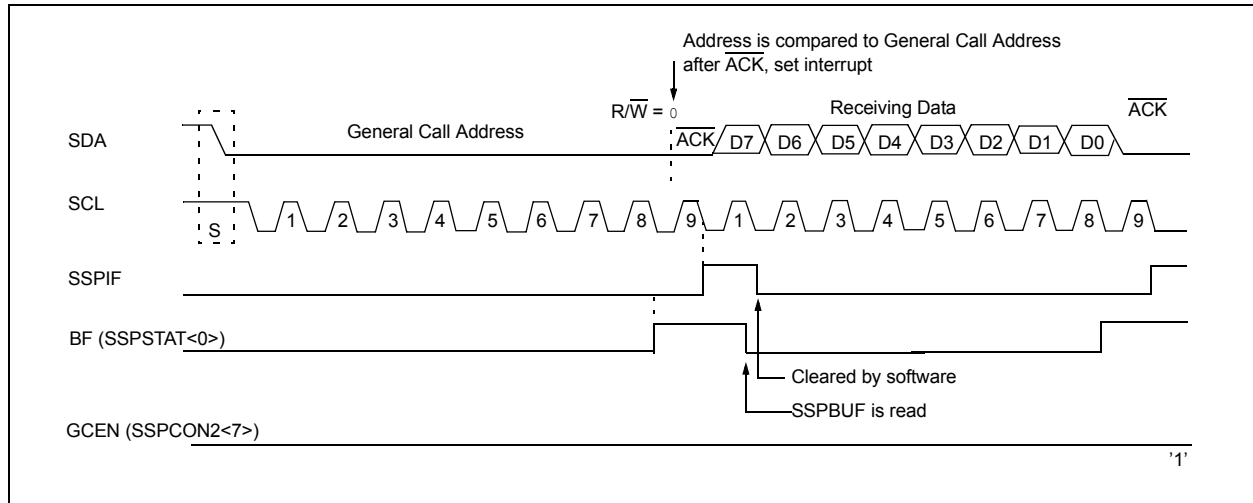 Address is compared to General Call Address
after ACK, set interrupt
R/W = 0
Receiving Data
ACK
General Call Address
SDA
ACK D7 D6 D5 D4 D3 D2 D1 D0
SCL
S
1 2 3 4 5 6 7 8 9 1 2 3 4 5 6 7 8 9
SSPIF
BF (SSPSTAT<0>)
Cleared by software
SSPBUF is read
GCEN (SSPCON2<7>)
'1'